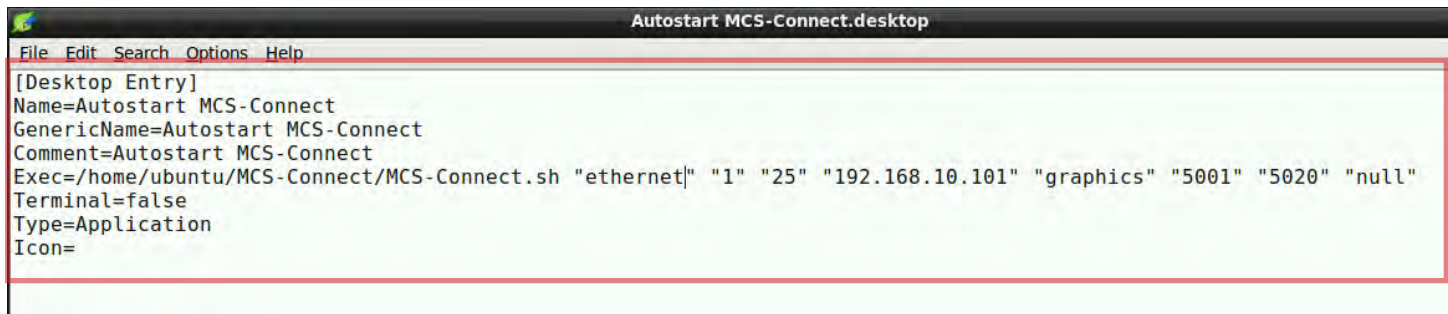 Autostart MCS-Connect.desktop
File Edit Search Options Help
[Desktop Entry]
Name=Autostart MCS-Connect
GenericName=Autostart MCS-Connect
Comment=Autostart MCS-Connect
Exec=/home/ubuntu/MCS-Connect/MCS-Connect.sh "ethernet" "1" "25" "192.168.10.101" "graphics" "5001" "5020" "null"
Terminal=false
Type=Application
Icon=